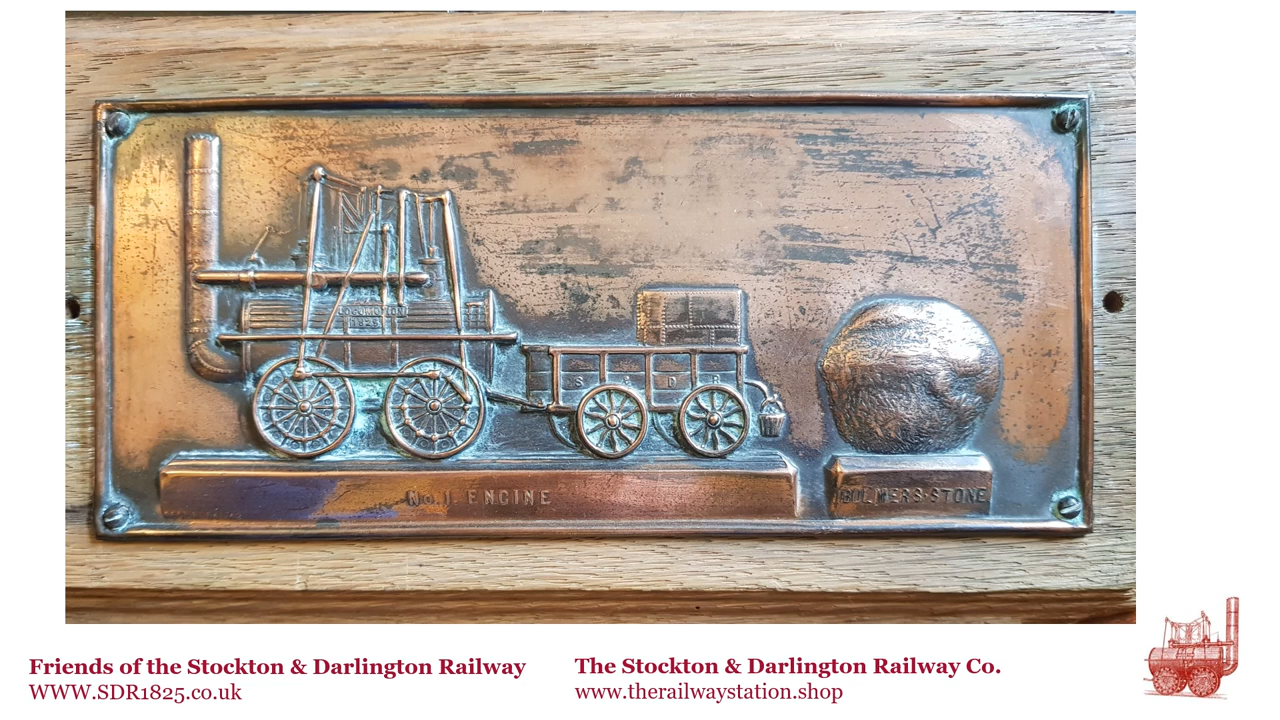 LOCOMOTION
1825
S & D R
No. 1 ENGINE
BULMERS·STONE
Friends of the Stockton & Darlington Railway
WWW.SDR1825.co.uk
The Stockton & Darlington Railway Co.
www.therailwaystation.shop